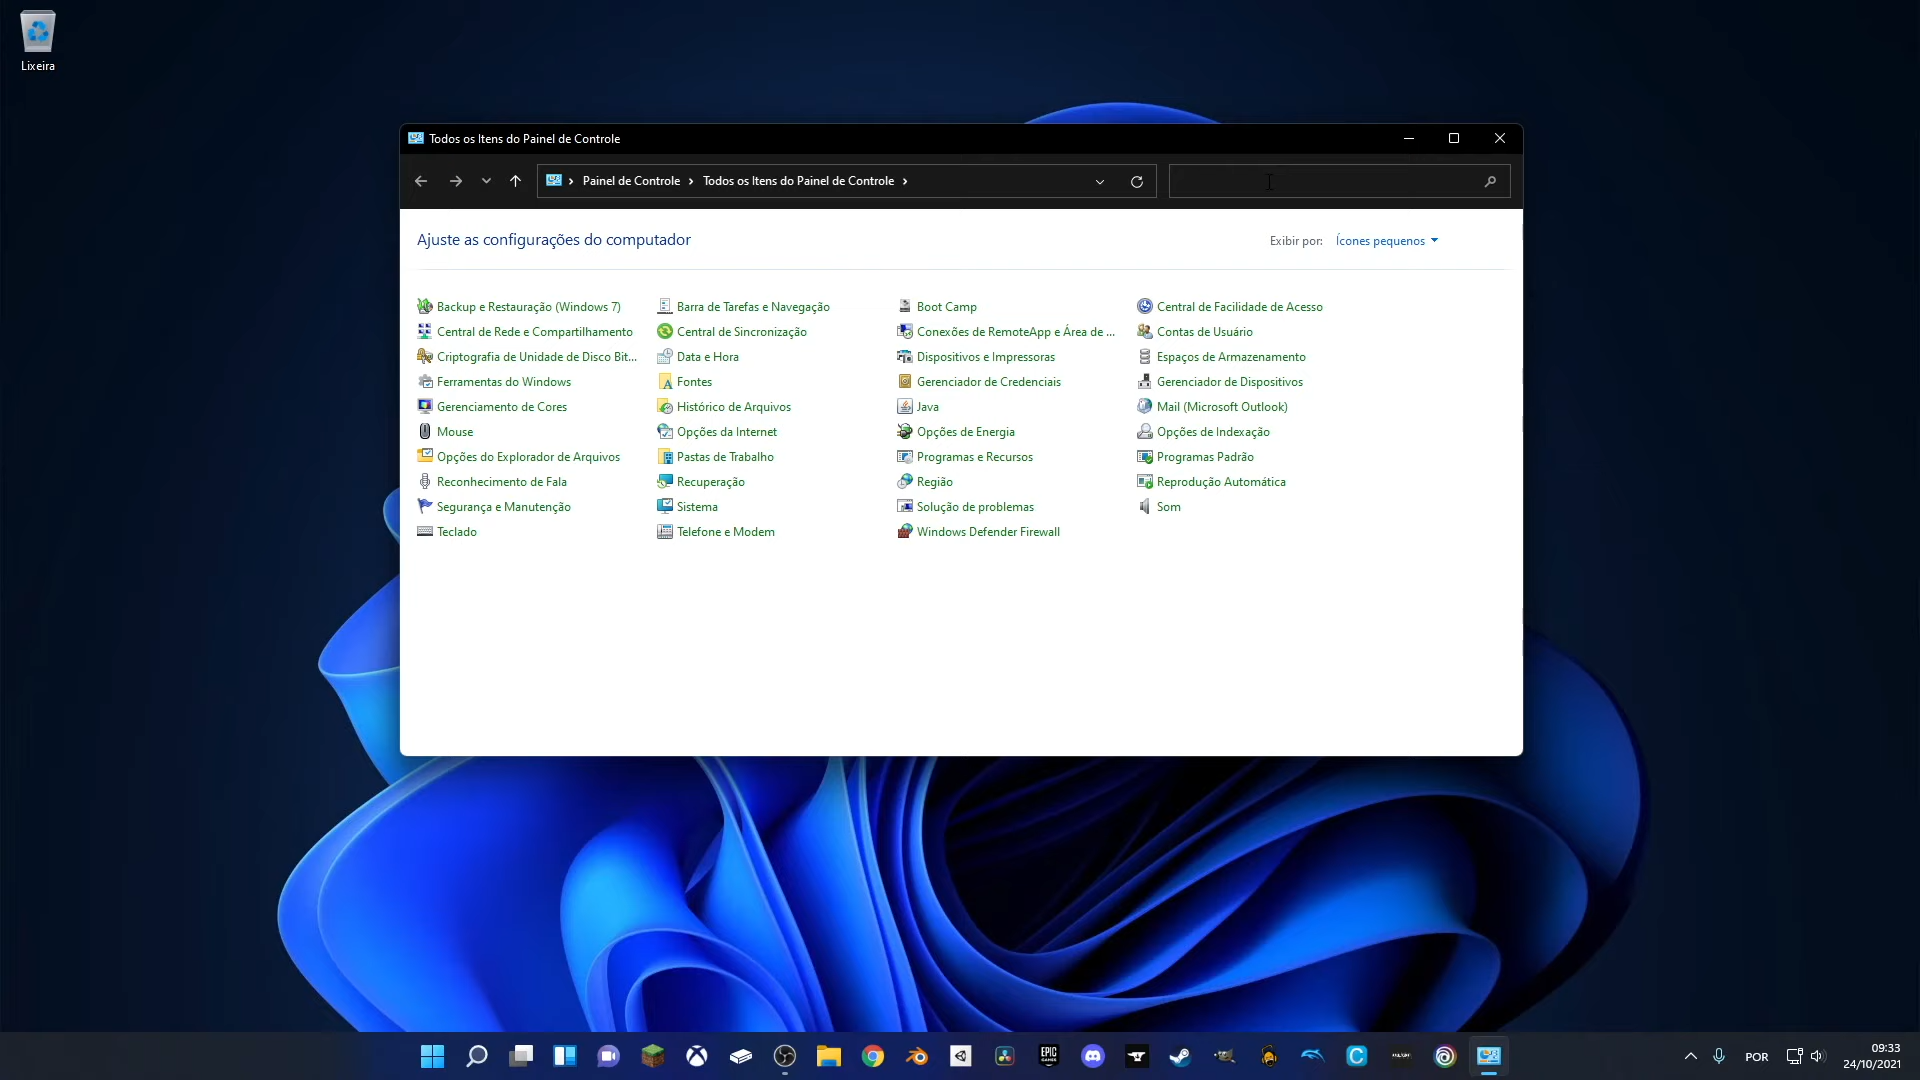 Lixeira
Todos os Itens do Painel de Controle
Painel de Controle
Todos os Itens do Painel de Controle
Ajuste as configurações do computador
Exibir por: Ícones pequenos
Backup e Restauração (Windows 7)
Barra de Tarefas e Navegação
Boot Camp
Central de Facilidade de Acesso
Central de Rede e Compartilhamento
Central de Sincronização
Conexões de RemoteApp e Área de ...
Contas de Usuário
Criptografia de Unidade de Disco Bit...
Data e Hora
Dispositivos e Impressoras
Espaços de Armazenamento
Ferramentas do Windows
Fontes
Gerenciador de Credenciais
Gerenciador de Dispositivos
Gerenciamento de Cores
Histórico de Arquivos
Java
Mail (Microsoft Outlook)
Mouse
Opções da Internet
Opções de Energia
Opções de Indexação
Opções do Explorador de Arquivos
Pastas de Trabalho
Programas e Recursos
Programas Padrão
Reconhecimento de Fala
Recuperação
Região
Reprodução Automática
Segurança e Manutenção
Sistema
Solução de problemas
Som
Teclado
Telefone e Modem
Windows Defender Firewall
EPIC
GAMES
POR
09:33
24/10/2021